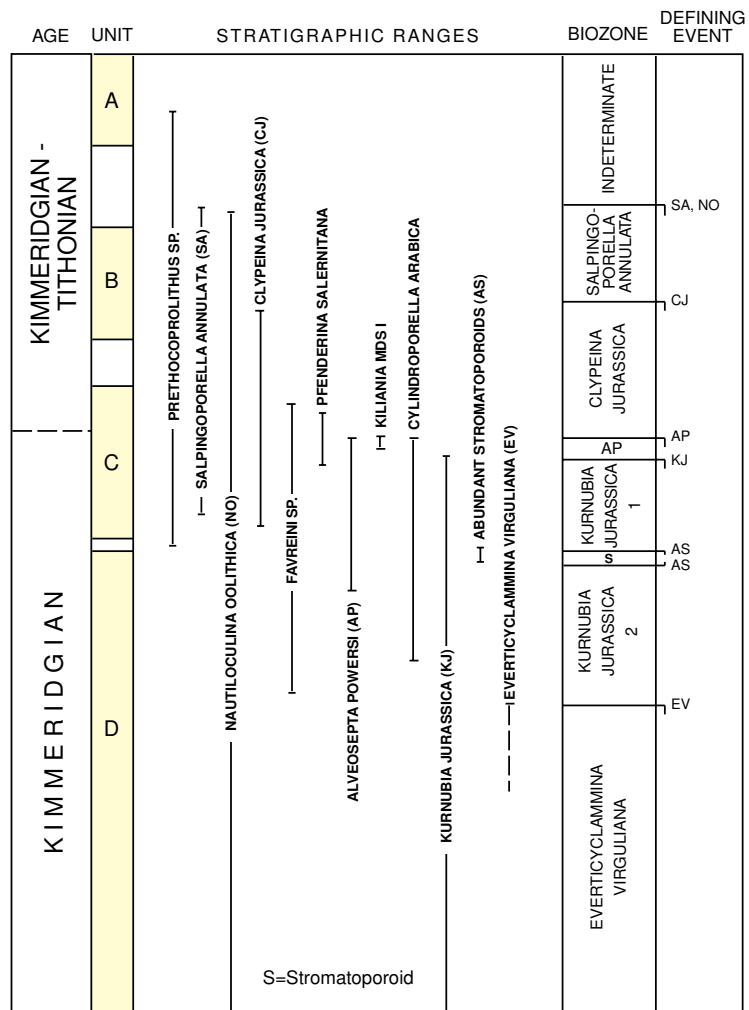 AGE
UNIT
STRATIGRAPHIC RANGES
BIOZONE
DEFINING
EVENT
KIMMERIDGIAN -
TITHONIAN
KIMMERIDGIAN
A
B
C
D
PRETHOCOPROLITHUS SP.
SALPINGOPORELLA ANNULATA (SA)
NAUTILOCULINA OOLITHICA (NO)
CLYPEINA JURASSICA (CJ)
FAVREINI SP.
PFENDERINA SALERNITANA
ALVEOSEPTA POWERSI (AP)
KILIANIA MDS I
CYLINDROPORELLA ARABICA
KURNUBIA JURASSICA (KJ)
ABUNDANT STROMATOPOROIDS (AS)
EVERTICYCLAMMINA VIRGULIANA (EV)
INDETERMINATE
SALPINGO-
PORELLA
ANNULATA
CLYPEINA
JURASSICA
AP
KURNUBIA
JURASSICA
1
S
KURNUBIA
JURASSICA
2
EVERTICYCLAMMINA
VIRGULIANA
SA, NO
CJ
AP
KJ
AS
AS
EV
S=Stromatoporoid